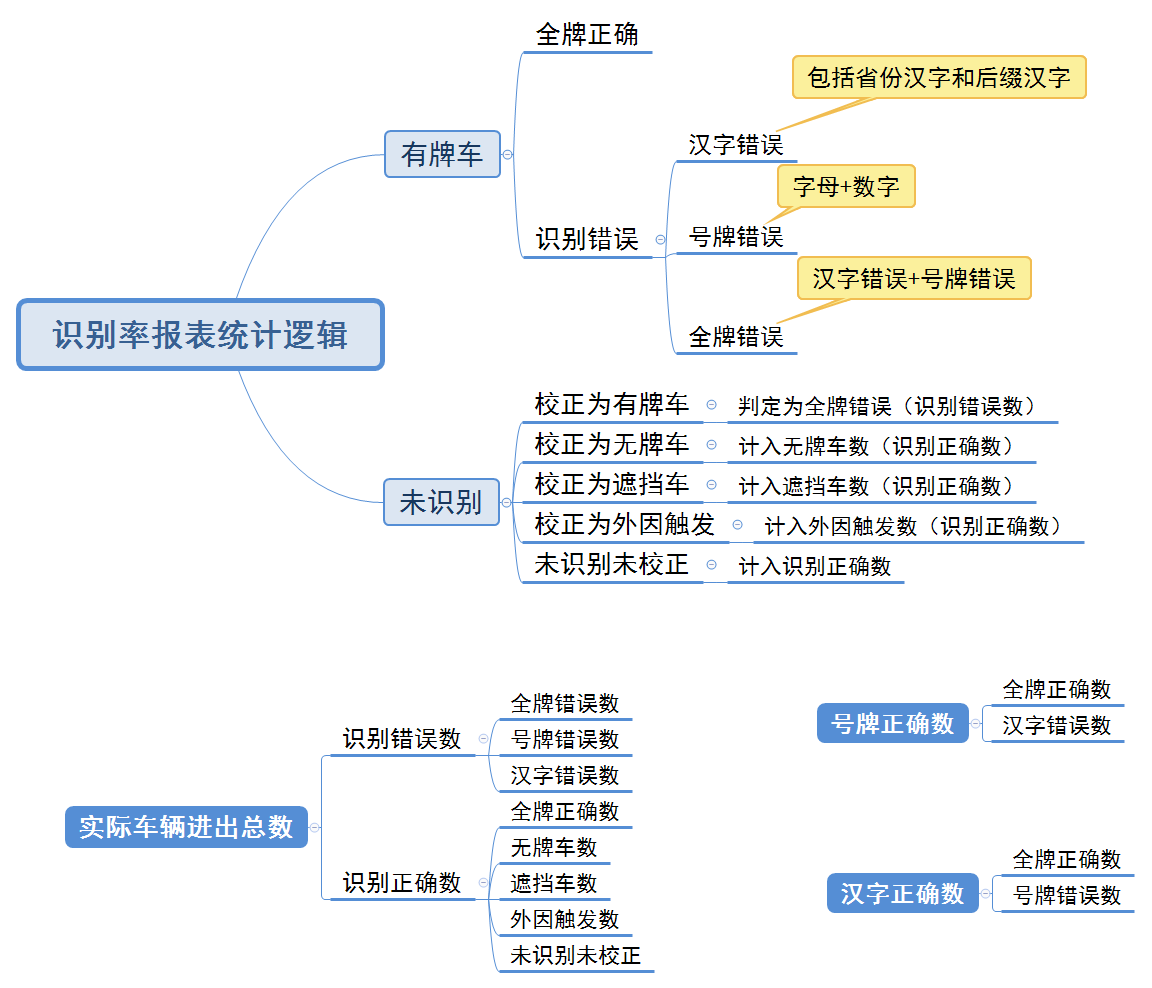 识别率报表统计逻辑
有牌车
全牌正确
识别错误
包括省份汉字和后缀汉字
汉字错误
字母+数字
号牌错误
汉字错误+号牌错误
全牌错误
未识别
校正为有牌车
判定为全牌错误（识别错误数）
校正为无牌车
计入无牌车数（识别正确数）
校正为遮挡车
计入遮挡车数（识别正确数）
校正为外因触发
计入外因触发数（识别正确数）
未识别未校正
计入识别正确数
实际车辆进出总数
识别错误数
全牌错误数
号牌错误数
汉字错误数
识别正确数
全牌正确数
无牌车数
遮挡车数
外因触发数
未识别未校正
号牌正确数
全牌正确数
汉字错误数
汉字正确数
全牌正确数
号牌错误数